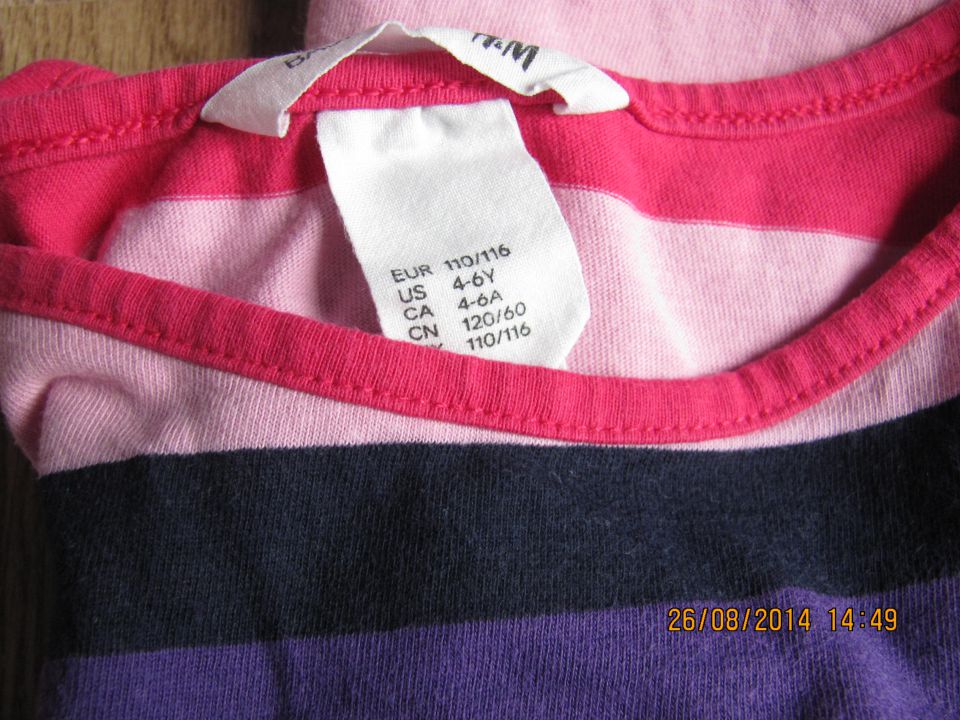 H&M
EUR 110/116
US 4-6Y
CA 4-6A
CN 120/60
110/116
26/08/2014 14:49